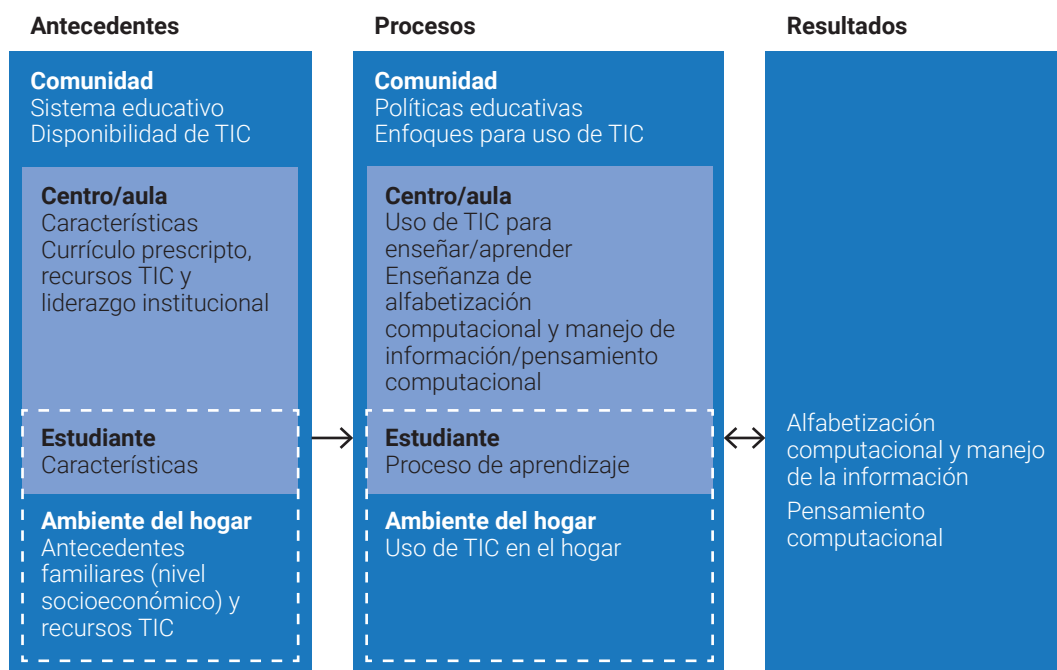 Antecedentes
Comunidad
Sistema educativo
Disponibilidad de TIC
Centro/aula
Características
Currículo prescripto,
recursos TIC y
liderazgo institucional
Estudiante
Características
Ambiente del hogar
Antecedentes
familiares (nivel
socioeconómico) y
recursos TIC
Procesos
Comunidad
Políticas educativas
Enfoques para uso de TIC
Centro/aula
Uso de TIC para
enseñar/aprender
Enseñanza de
alfabetización
computacional y manejo de
información/pensamiento
computacional
Estudiante
Proceso de aprendizaje
Ambiente del hogar
Uso de TIC en el hogar
Resultados
Alfabetización
computacional y manejo
de la información
Pensamiento
computacional